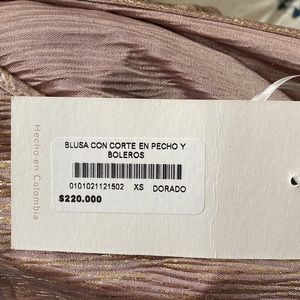 Hecho en Colombia
BLUSA CON CORTE EN PECHO Y
BOLEROS
0101021121502 XS DORADO
$220.000